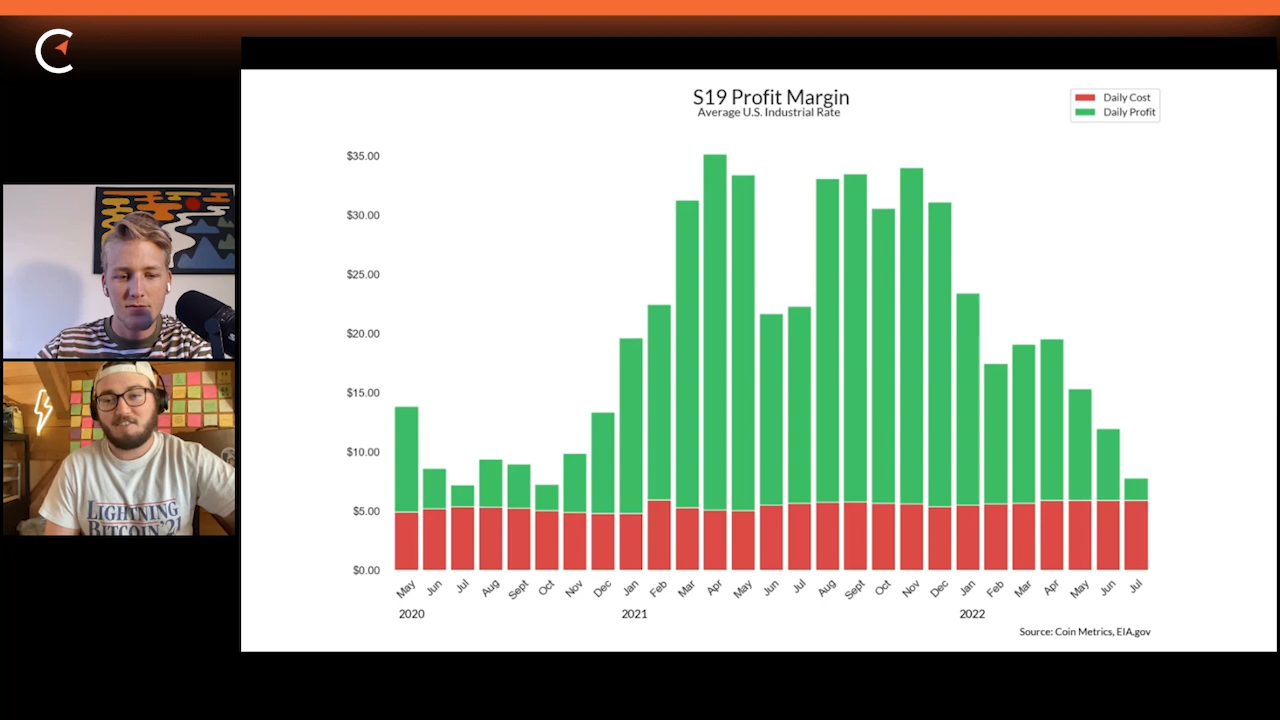 S19 Profit Margin
Average U.S. Industrial Rate
Daily Cost
Daily Profit
$35.00
$30.00
$25.00
$20.00
$15.00
$10.00
$5.00
$0.00
May Jun Jul Aug Sept Oct Nov Dec Jan Feb Mar Apr May Jun Jul Aug Sept Oct Nov Dec Jan Feb Mar Apr May Jun Jul
2020 2021 2022
Source: Coin Metrics, EIA.gov
LIGHTNING
BITCOIN '21